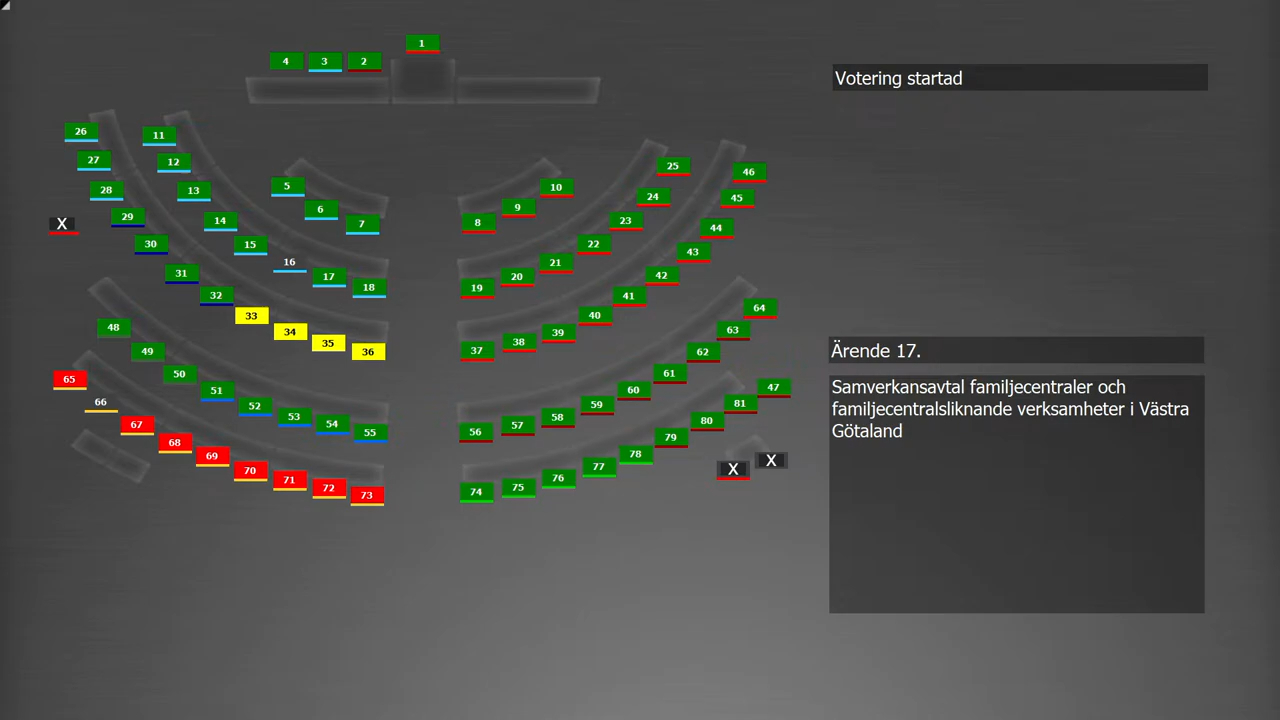 1
4 3 2
Votering startad
26 11
27 12
28 13
29 14
30 15
31 16
32 17 18
5 6 7
10 9 8
25 24 23 22 21 20 19
46 45 44 43 42 41 40 39 38 37
X
33 34 35 36
48 49 50 51 52 53 54 55
64 63 62 61 60 59 58 57 56
65 66 67 68 69 70 71 72 73
47 81 80 79 78 77 76 75 74
X X
Ärende 17.
Samverkansavtal familjecentraler och
familjecentralsliknande verksamheter i Västra
Götaland